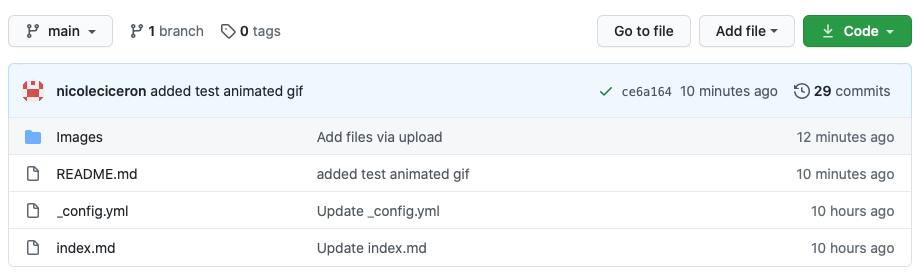 main 1 branch 0 tags Go to file Add file Code
nicoleciceron added test animated gif ce6a164 10 minutes ago 29 commits
Images Add files via upload 12 minutes ago
README.md added test animated gif 10 minutes ago
_config.yml Update _config.yml 10 hours ago
index.md Update index.md 10 hours ago